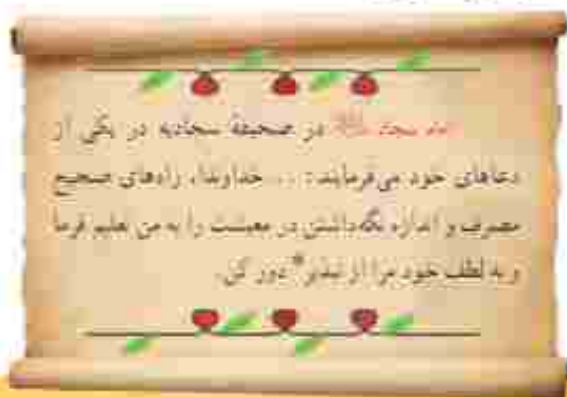 امام سجاد در صحیفهٔ سجادیه در یکی از
دعاهای خود می‌فرمایند: ... خداوندا، راه‌های صحیح
مصرف و اندازه نگه‌داشتن در معیشت را به من تعلیم فرما
و به لطف خود مرا از تبذیر* دور کن.